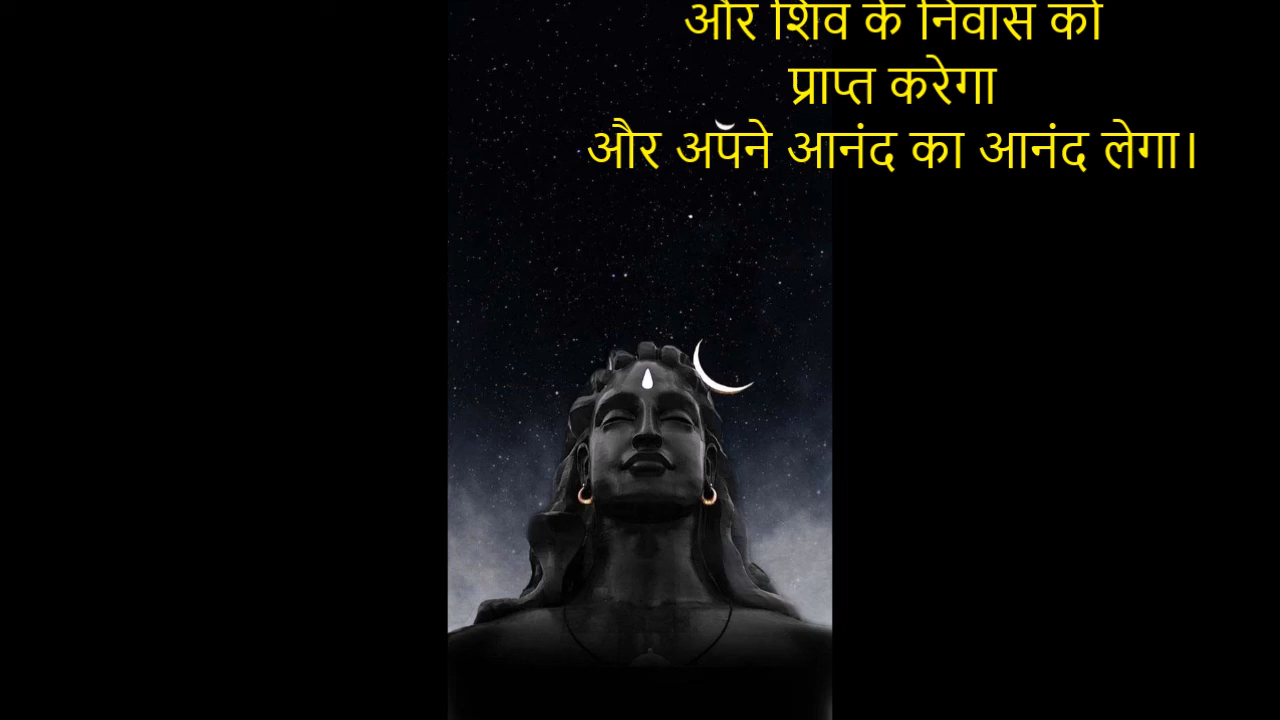 और शिव के निवास को
प्राप्त करेगा
और अपने आनंद का आनंद लेगा।